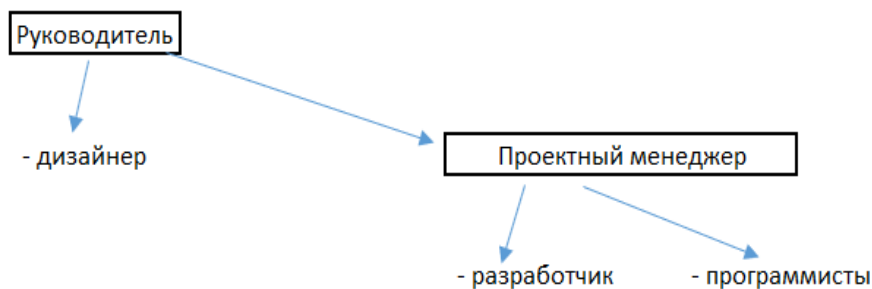 Руководитель
- дизайнер
Проектный менеджер
- разработчик
- программисты